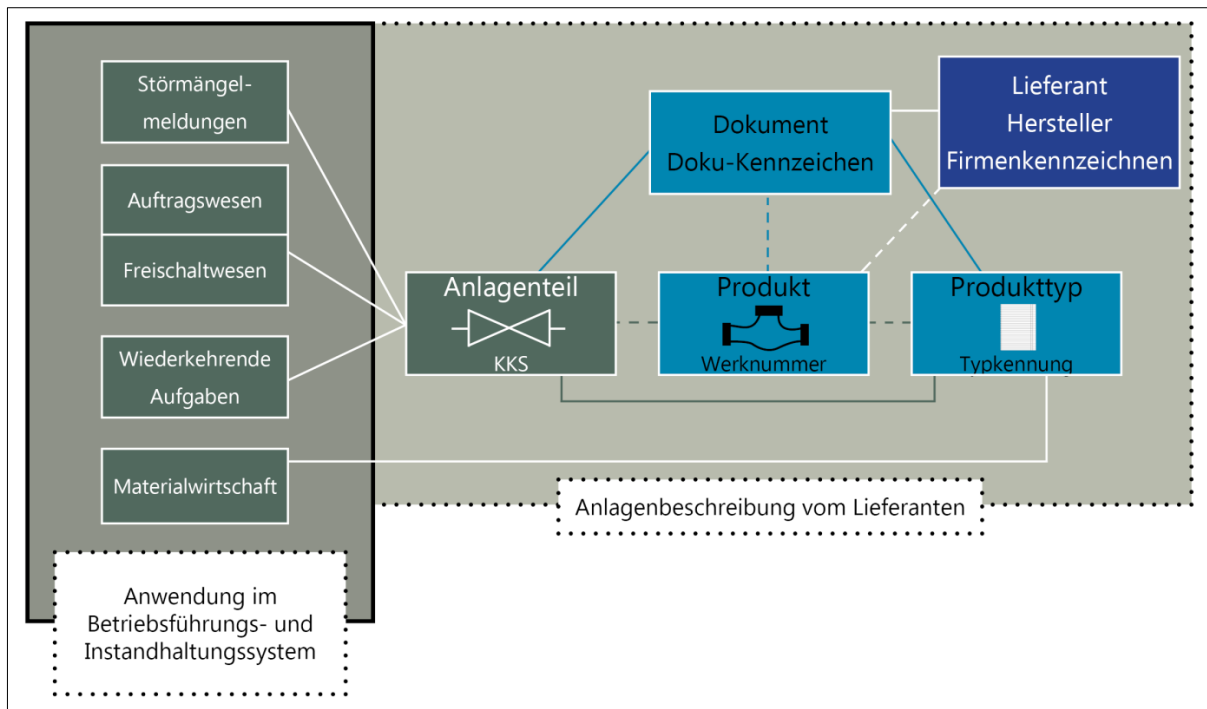 Störmängel-
meldungen
Auftragswesen
Freischaltwesen
Wiederkehrende
Aufgaben
Materialwirtschaft
Anwendung im
Betriebsführungs- und
Instandhaltungssystem
Dokument
Doku-Kennzeichen
Lieferant
Hersteller
Firmenkennzeichnen
Anlagenteil
KKS
Produkt
Werknummer
Produkttyp
Typkennung
Anlagenbeschreibung vom Lieferanten